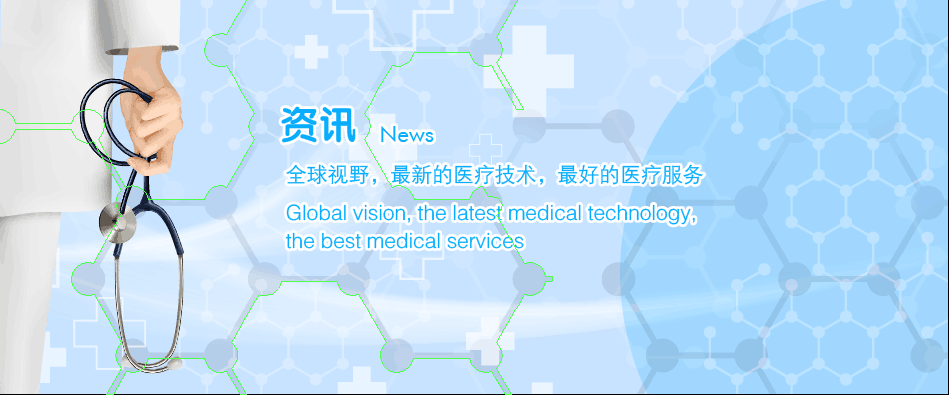 资讯 News
全球视野，最新的医疗技术，最好的医疗服务
Global vision, the latest medical technology,
the best medical services